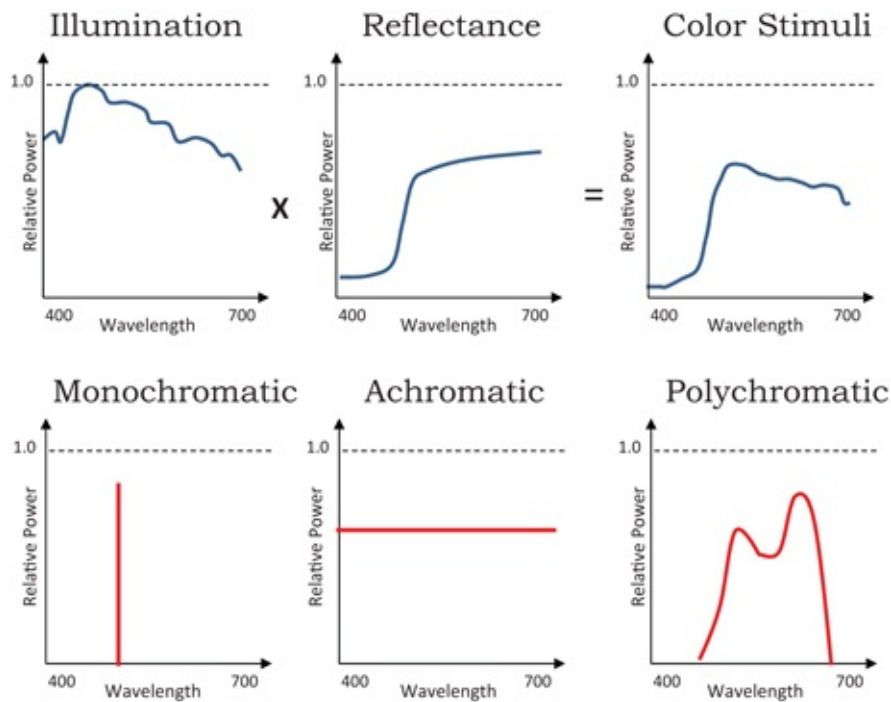 Illumination
Reflectance
Color Stimuli
1.0
1.0
1.0
Relative Power
Relative Power
Relative Power
X
=
400
700
400
700
400
700
Wavelength
Wavelength
Wavelength
Monochromatic
Achromatic
Polychromatic
1.0
1.0
1.0
Relative Power
Relative Power
Relative Power
400
700
400
700
400
700
Wavelength
Wavelength
Wavelength